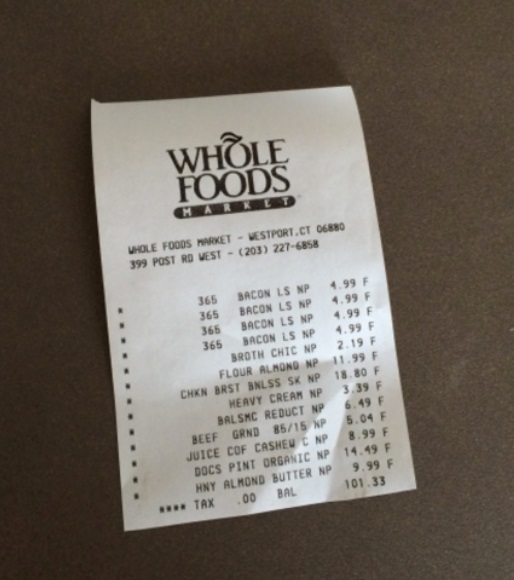 WHOLE
FOODS
MARKET
WHOLE FOODS MARKET - WESTPORT,CT 06880
399 POST RD WEST - (203) 227-6858
365 BACON LS NP 4.99 F
365 BACON LS NP 4.99 F
365 BACON LS NP 4.99 F
365 BACON LS NP 4.99 F
BROTH CHIC NP 2.19 F
FLOUR ALMOND NP 11.99 F
CHKN BRST BNLSS SK NP 18.80 F
HEAVY CREAM NP 3.39 F
BALSMC REDUCT NP 6.49 F
BEEF GRND 85/15 NP 5.04 F
JUICE COF CASHEW C NP 8.99 F
DOCS PINT ORGANIC NP 14.49 F
HNY ALMOND BUTTER NP 9.99 F
**** TAX .00 BAL 101.33